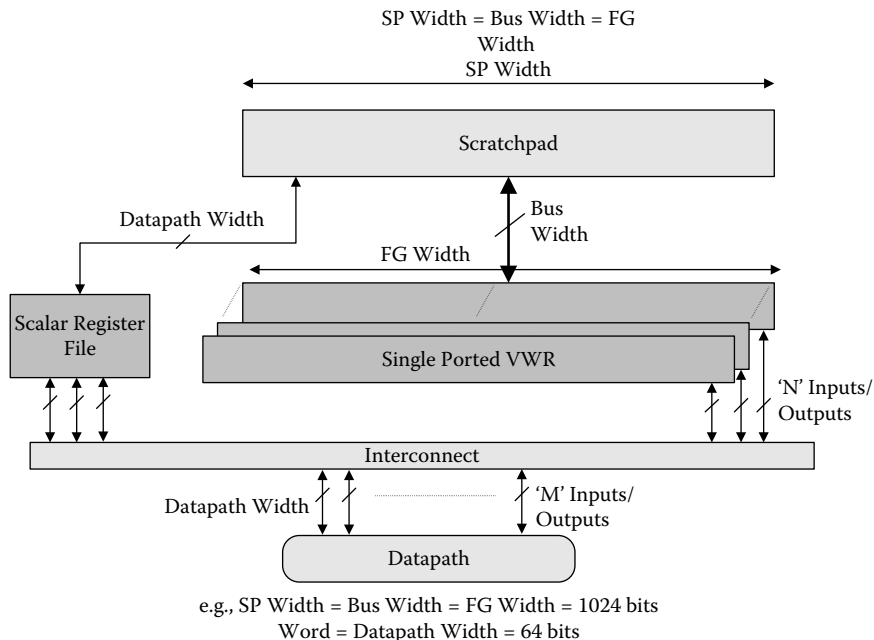 SP Width = Bus Width = FG
Width
SP Width
Scratchpad
Datapath Width
Bus
Width
FG Width
Scalar Register
File
Single Ported VWR
‘N’ Inputs/
Outputs
Interconnect
Datapath Width
‘M’ Inputs/
Outputs
Datapath
e.g., SP Width = Bus Width = FG Width = 1024 bits
Word = Datapath Width = 64 bits